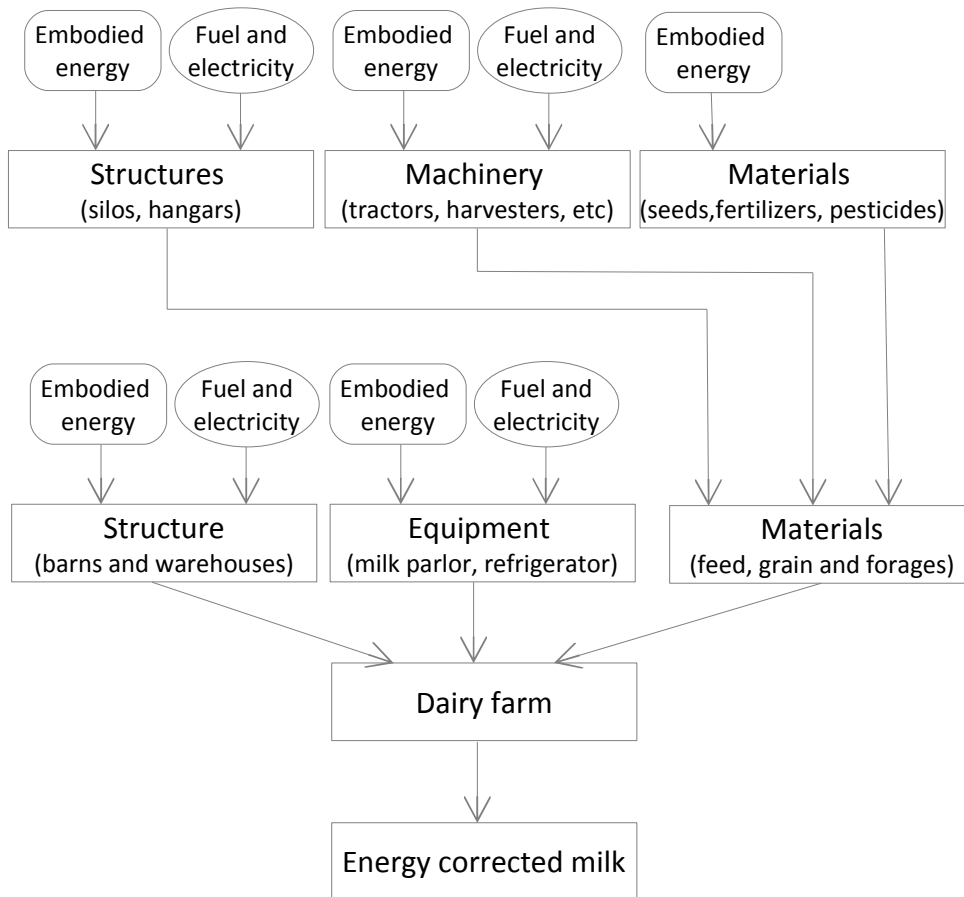 Embodied
energy
Fuel and
electricity
Embodied
energy
Fuel and
electricity
Embodied
energy
Structures
(silos, hangars)
Machinery
(tractors, harvesters, etc)
Materials
(seeds,fertilizers, pesticides)
Embodied
energy
Fuel and
electricity
Embodied
energy
Fuel and
electricity
Structure
(barns and warehouses)
Equipment
(milk parlor, refrigerator)
Materials
(feed, grain and forages)
Dairy farm
Energy corrected milk